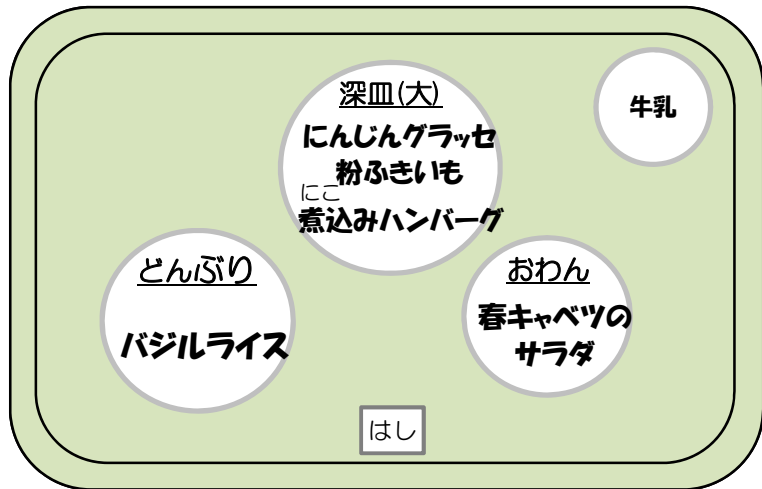 深皿(大)
にんじんグラッセ
粉ふきいも
にこ
煮込みハンバーグ
牛乳
どんぶり
バジルライス
おわん
春キャベツの
サラダ
はし